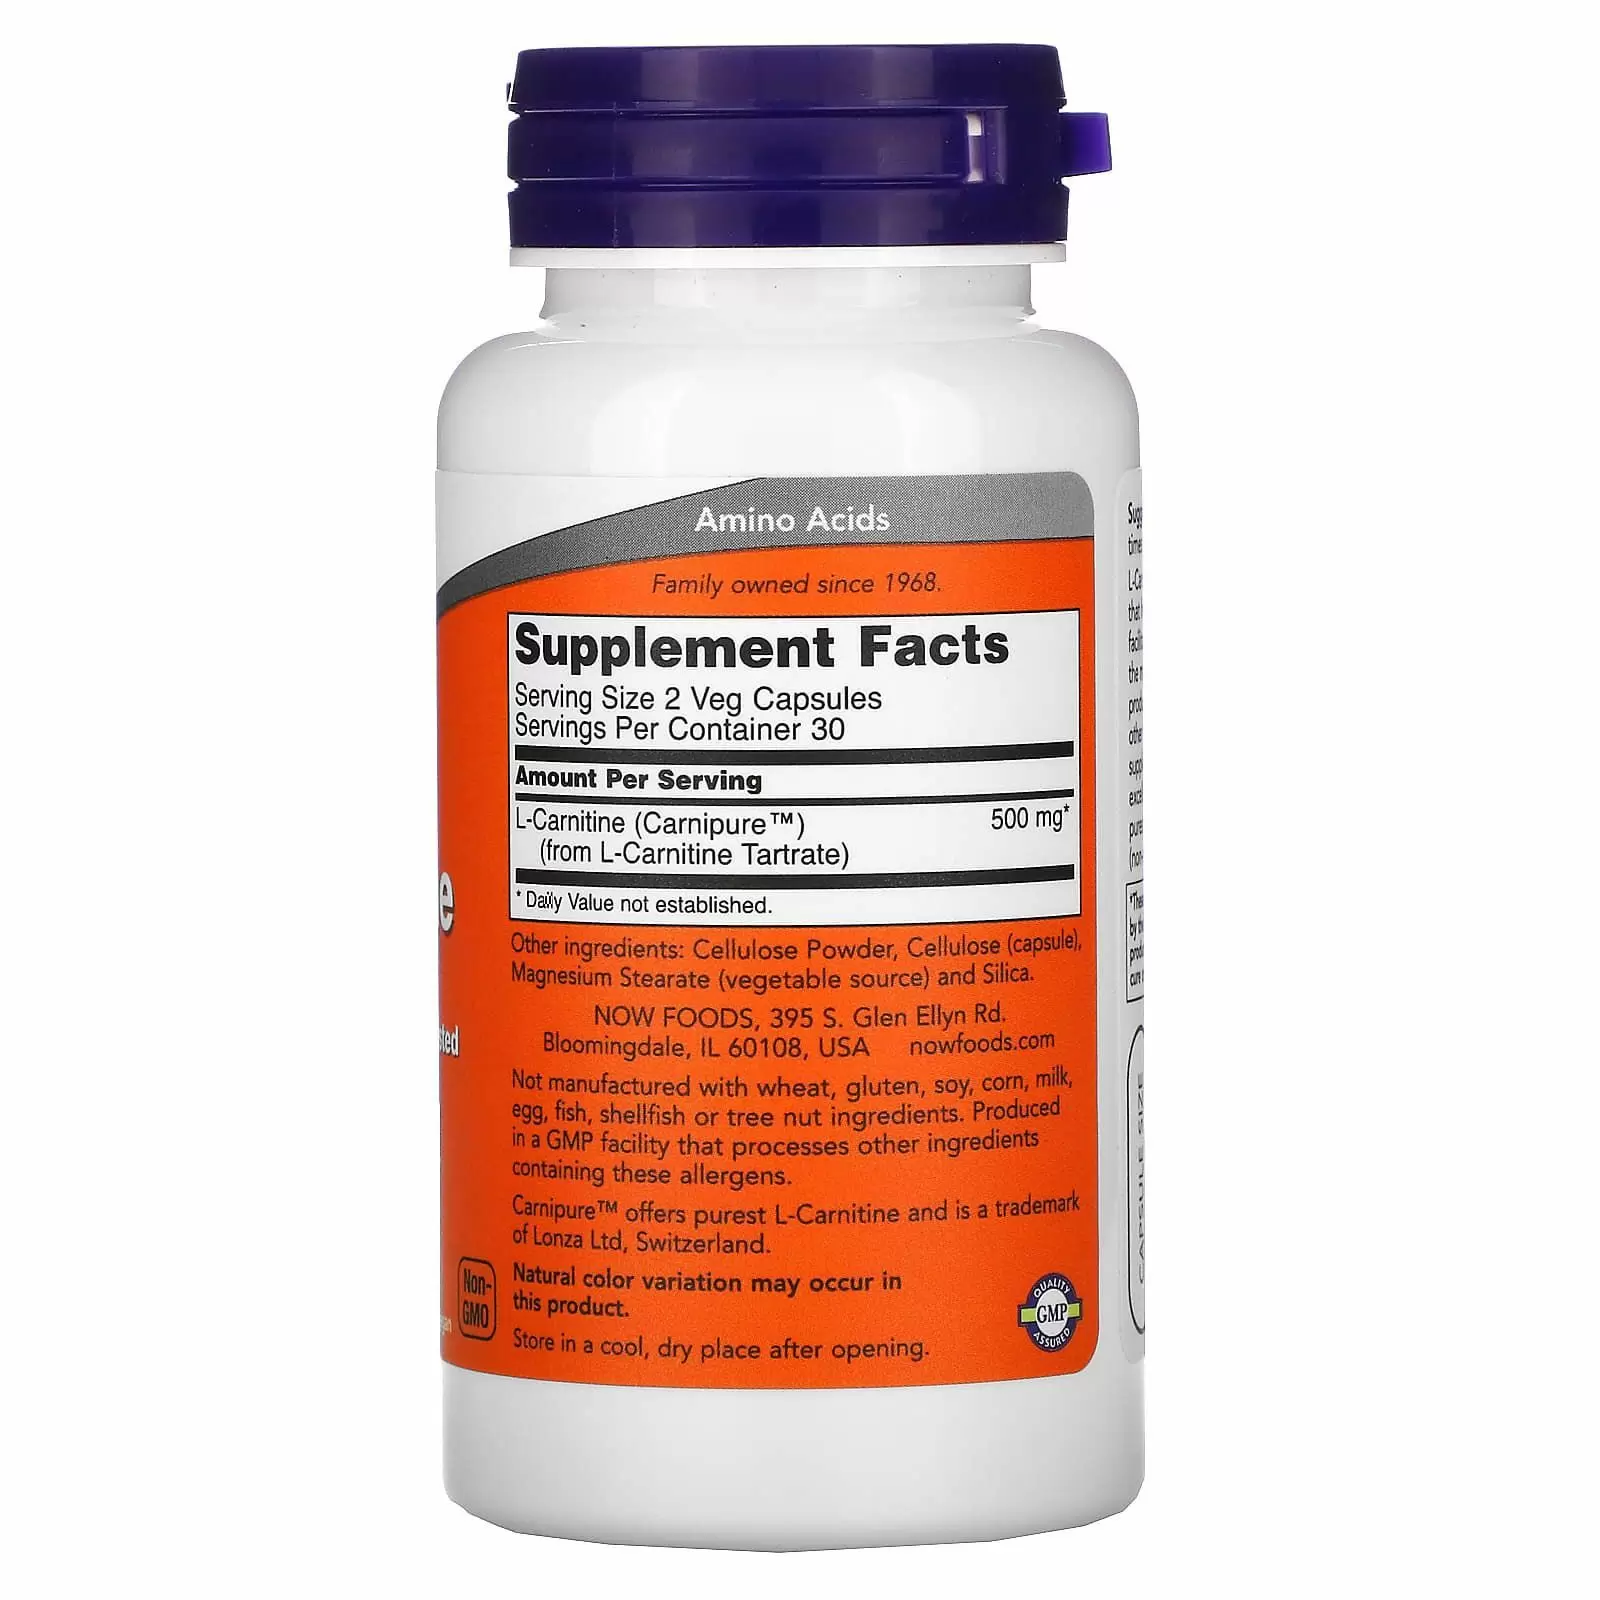 Amino Acids
Family owned since 1968.
Supplement Facts
Serving Size 2 Veg Capsules
Servings Per Container 30
Amount Per Serving
L-Carnitine (Carnipure™) 500 mg*
(from L-Carnitine Tartrate)
* Daily Value not established.
Other ingredients: Cellulose Powder, Cellulose (capsule),
Magnesium Stearate (vegetable source) and Silica.
NOW FOODS, 395 S. Glen Ellyn Rd.
Bloomingdale, IL 60108, USA nowfoods.com
Not manufactured with wheat, gluten, soy, corn, milk,
egg, fish, shellfish or tree nut ingredients. Produced
in a GMP facility that processes other ingredients
containing these allergens.
Carnipure™ offers purest L-Carnitine and is a trademark
of Lonza Ltd, Switzerland.
Natural color variation may occur in
this product.
Store in a cool, dry place after opening.
Non-
GMO
QUALITY
GMP
ASSURED
CAPSULE SIZE